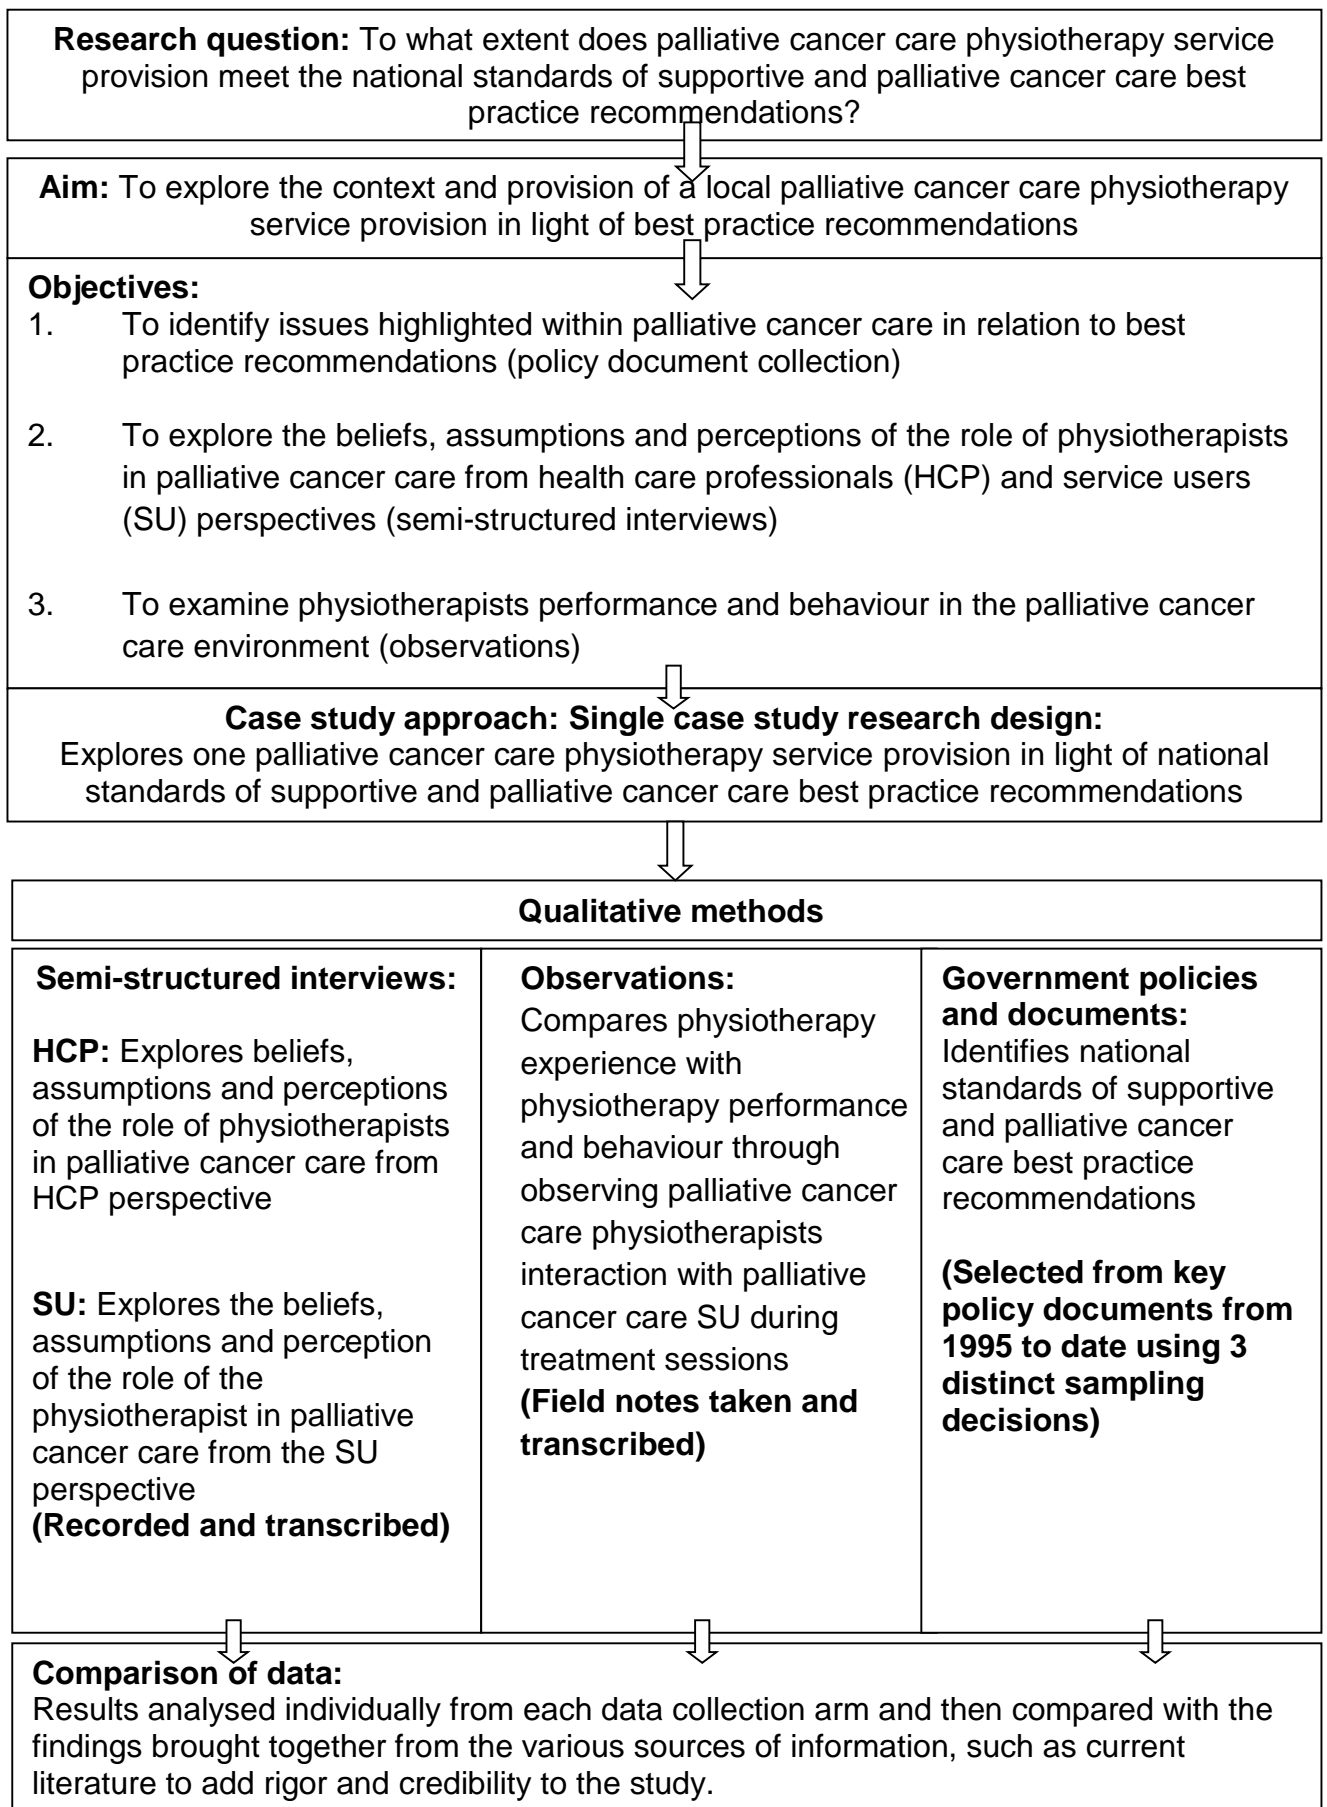 Research question: To what extent does palliative cancer care physiotherapy service
provision meet the national standards of supportive and palliative cancer care best
practice recommendations?
Aim: To explore the context and provision of a local palliative cancer care physiotherapy
service provision in light of best practice recommendations
Objectives:
1. To identify issues highlighted within palliative cancer care in relation to best
practice recommendations (policy document collection)
2. To explore the beliefs, assumptions and perceptions of the role of physiotherapists
in palliative cancer care from health care professionals (HCP) and service users
(SU) perspectives (semi-structured interviews)
3. To examine physiotherapists performance and behaviour in the palliative cancer
care environment (observations)
Case study approach: Single case study research design:
Explores one palliative cancer care physiotherapy service provision in light of national
standards of supportive and palliative cancer care best practice recommendations
Qualitative methods
Semi-structured interviews:
HCP: Explores beliefs,
assumptions and perceptions
of the role of physiotherapists
in palliative cancer care from
HCP perspective
SU: Explores the beliefs,
assumptions and perception
of the role of the
physiotherapist in palliative
cancer care from the SU
perspective
(Recorded and transcribed)
Observations:
Compares physiotherapy
experience with
physiotherapy performance
and behaviour through
observing palliative cancer
care physiotherapists
interaction with palliative
cancer care SU during
treatment sessions
(Field notes taken and
transcribed)
Government policies
and documents:
Identifies national
standards of supportive
and palliative cancer
care best practice
recommendations
(Selected from key
policy documents from
1995 to date using 3
distinct sampling
decisions)
Comparison of data:
Results analysed individually from each data collection arm and then compared with the
findings brought together from the various sources of information, such as current
literature to add rigor and credibility to the study.